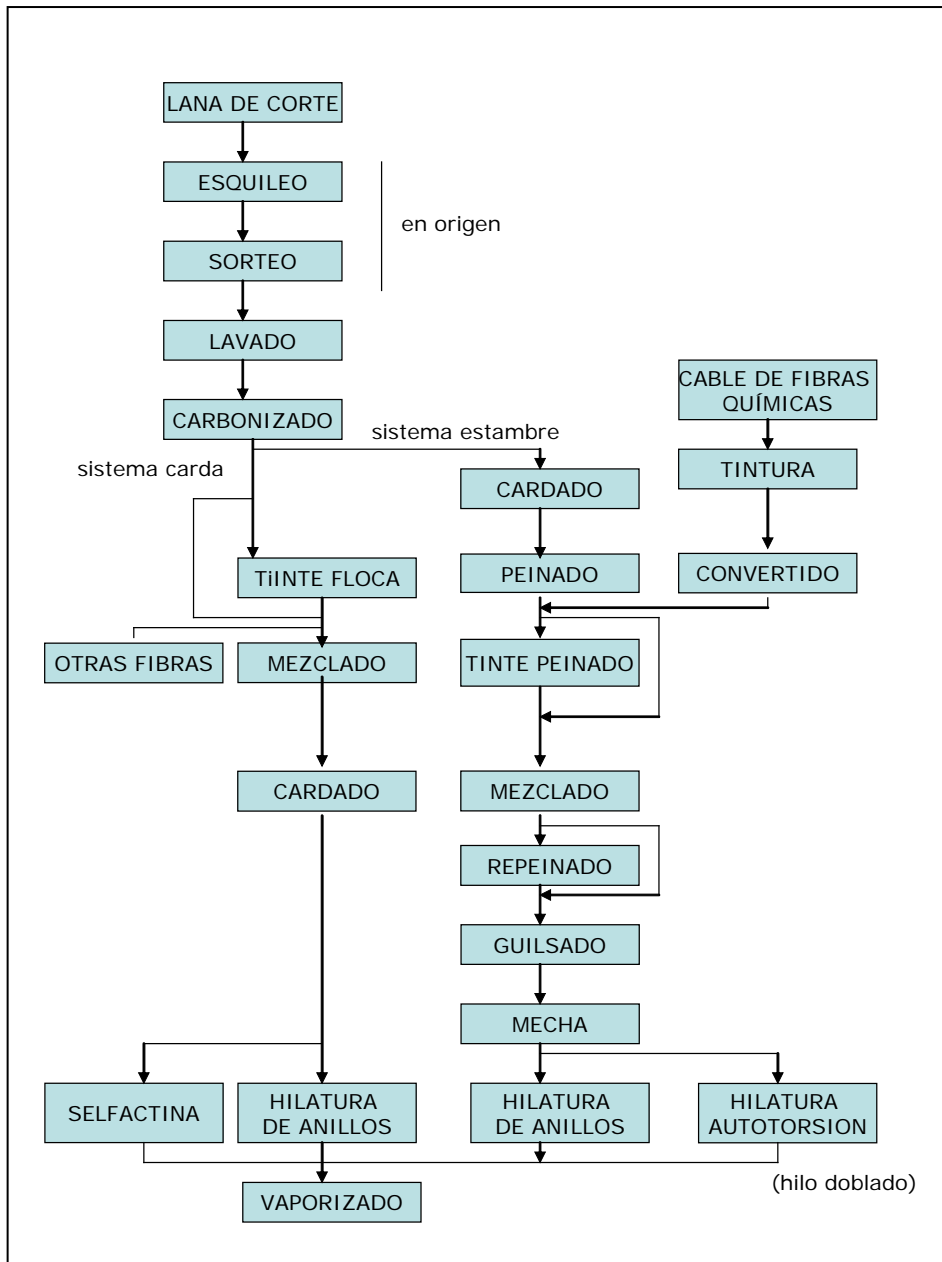 LANA DE CORTE
ESQUILEO
en origen
SORTEO
LAVADO
CABLE DE FIBRAS
QUÍMICAS
CARBONIZADO
sistema estambre
sistema carda
TINTURA
CARDADO
TiINTE FLOCA
PEINADO
CONVERTIDO
OTRAS FIBRAS
MEZCLADO
TINTE PEINADO
CARDADO
MEZCLADO
REPEINADO
GUILSADO
MECHA
SELFACTINA
HILATURA
DE ANILLOS
HILATURA
DE ANILLOS
HILATURA
AUTOTORSION
(hilo doblado)
VAPORIZADO